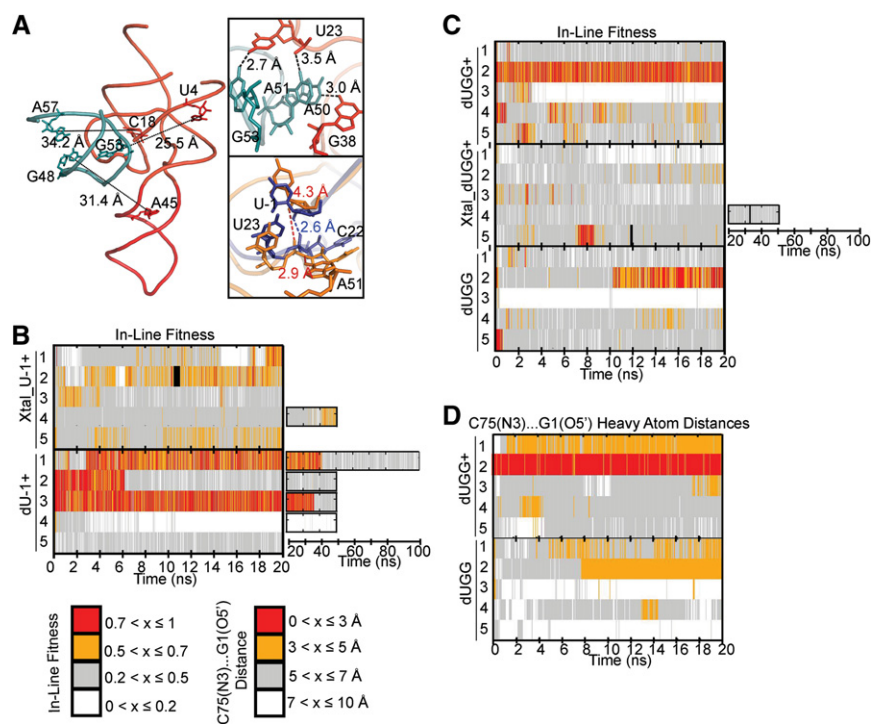 A
U4
A57
C18
34.2 Å
G53
25.5 Å
G48
31.4 Å
A45
U23
2.7 Å
3.5 Å
A51
3.0 Å
A50
G53
G38
4.3 Å
U-
U23
2.6 Å
C22
2.9 Å
A51
B
In-Line Fitness
Xtal_U-1+
1
2
3
4
5
dU-1+
1
2
3
4
5
0 2 4 6 8 10 12 14 16 18 20
Time (ns)
20 40 60 80 100
Time (ns)
In-Line Fitness
0.7 < x ≤ 1
0.5 < x ≤ 0.7
0.2 < x ≤ 0.5
0 < x ≤ 0.2
C75(N3)...G1(O5')
Distance
0 < x ≤ 3 Å
3 < x ≤ 5 Å
5 < x ≤ 7 Å
7 < x ≤ 10 Å
C
In-Line Fitness
dUGG+
1
2
3
4
5
Xtal_dUGG+
1
2
3
4
5
dUGG
1
2
3
4
5
0 2 4 6 8 10 12 14 16 18 20
Time (ns)
20 40 60 80 100
Time (ns)
D
C75(N3)...G1(O5') Heavy Atom Distances
dUGG+
1
2
3
4
5
dUGG
1
2
3
4
5
0 2 4 6 8 10 12 14 16 18 20
Time (ns)